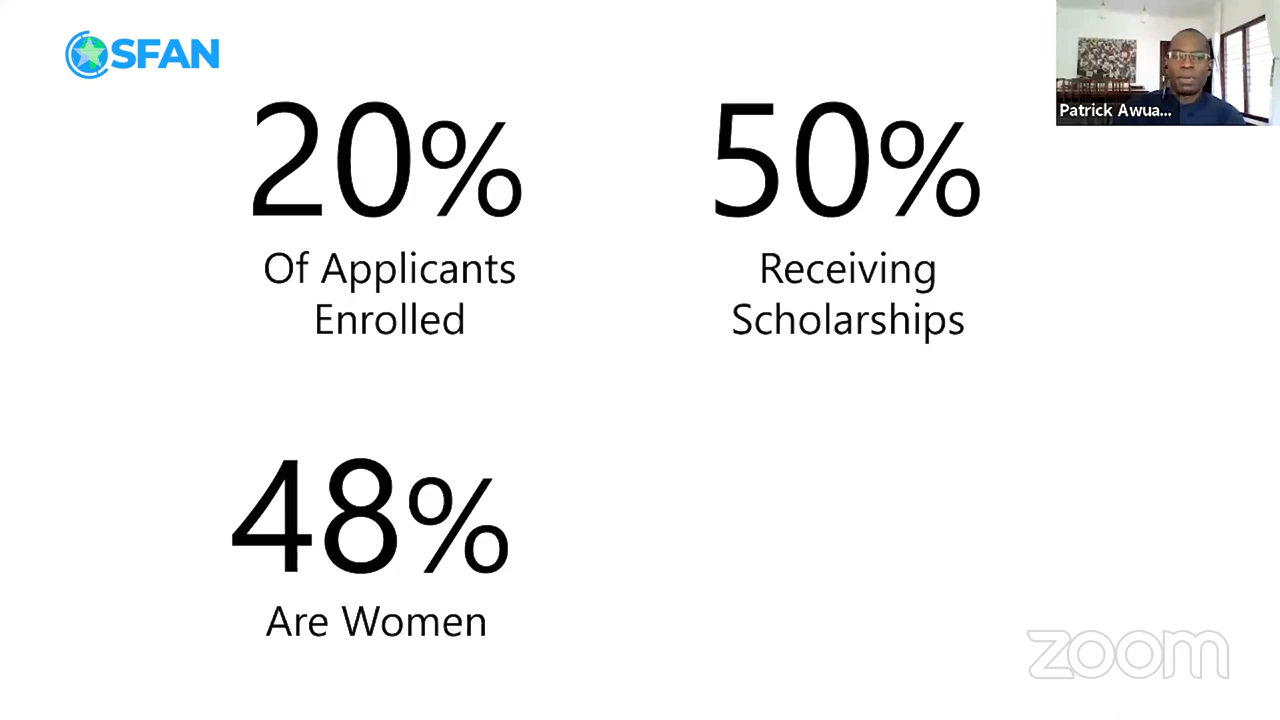 SFAN
Patrick Awua...
20%
Of Applicants
Enrolled
50%
Receiving
Scholarships
48%
Are Women
zoom